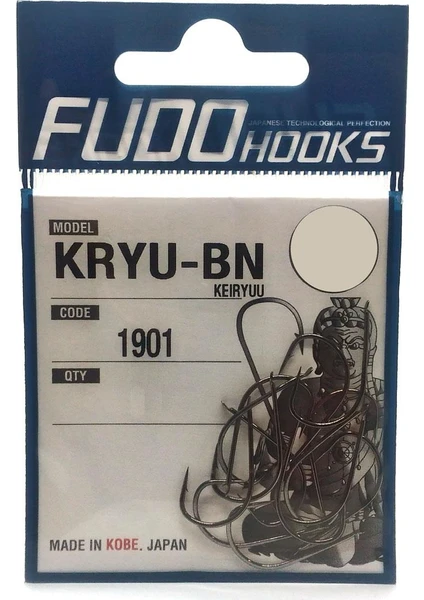 FUDO HOOKS
JAPANESE TECHNOLOGICAL PERFECTION
MODEL
KRYU-BN
KEIRYUU
CODE
1901
QTY
MADE IN KOBE. JAPAN